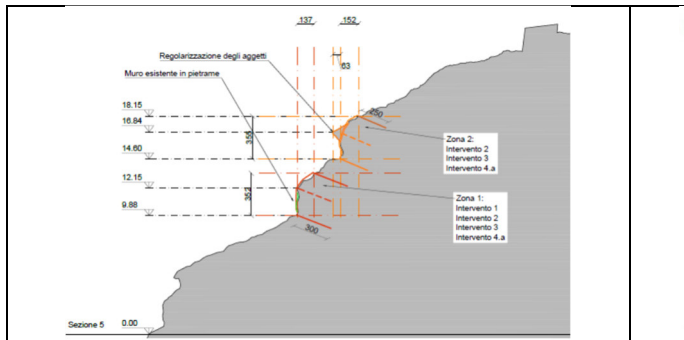 137
152
Regolarizzazione degli aggetti
63
Muro esistente in pietrame
18.15
16.84
14.60
12.15
9.88
355
352
250
300
Zona 2:
Intervento 2
Intervento 3
Intervento 4.a
Zona 1:
Intervento 1
Intervento 2
Intervento 3
Intervento 4.a
Sezione 5
0.00